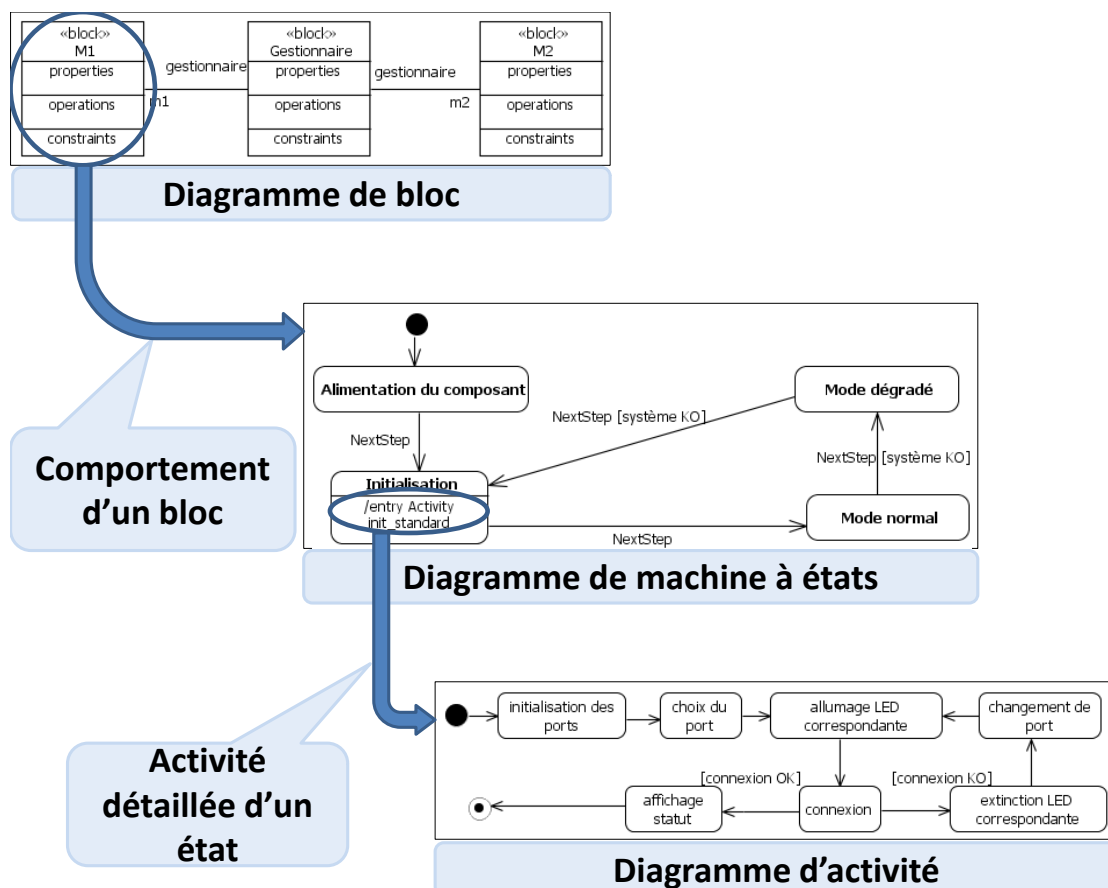 «block»
M1
properties
operations
constraints
gestionnaire
m1
«block»
Gestionnaire
properties
operations
constraints
gestionnaire
m2
«block»
M2
properties
operations
constraints
Diagramme de bloc
Comportement
d’un bloc
Alimentation du composant
NextStep
Initialisation
/entry Activity
init_standard
NextStep [système KO]
Mode dégradé
NextStep [système KO]
Mode normal
NextStep
Diagramme de machine à états
Activité
détaillée d’un
état
initialisation des
ports
choix du
port
allumage LED
correspondante
changement de
port
[connexion OK]
[connexion KO]
affichage
statut
connexion
extinction LED
correspondante
Diagramme d’activité